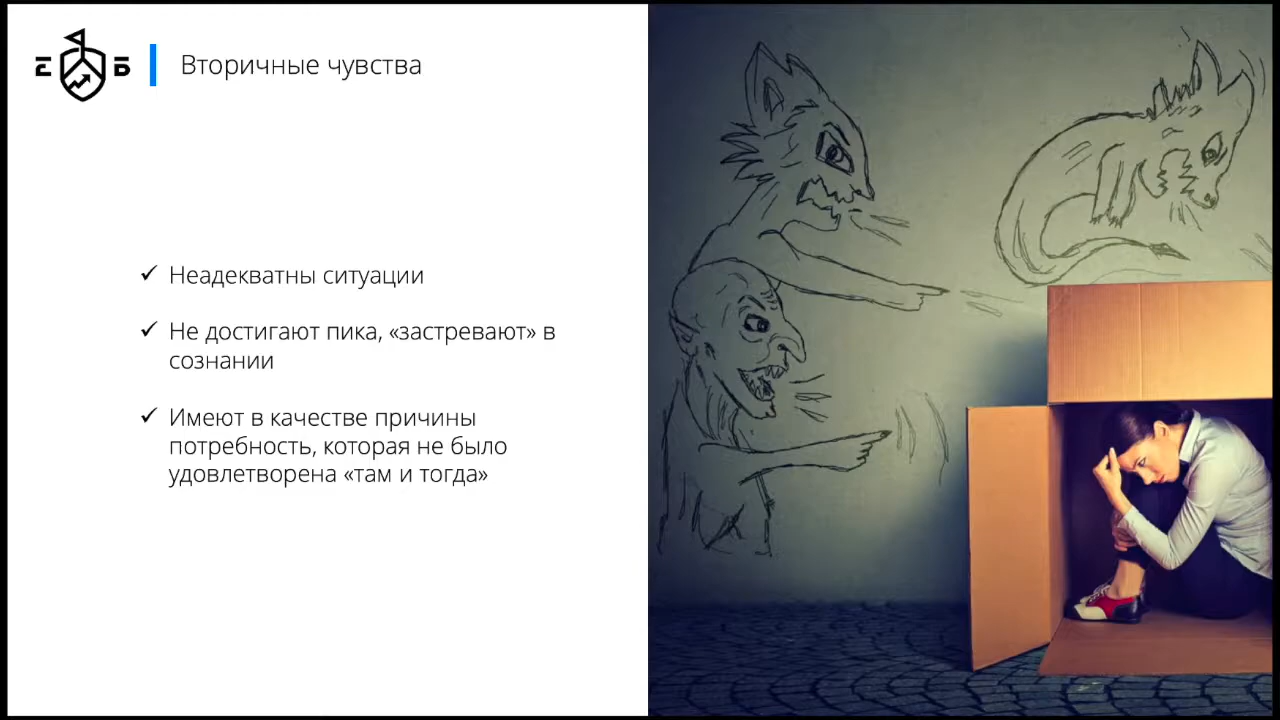 Є Б
Вторичные чувства
Неадекватны ситуации
Не достигают пика, «застревают» в
сознании
Имеют в качестве причины
потребность, которая не было
удовлетворена «там и тогда»